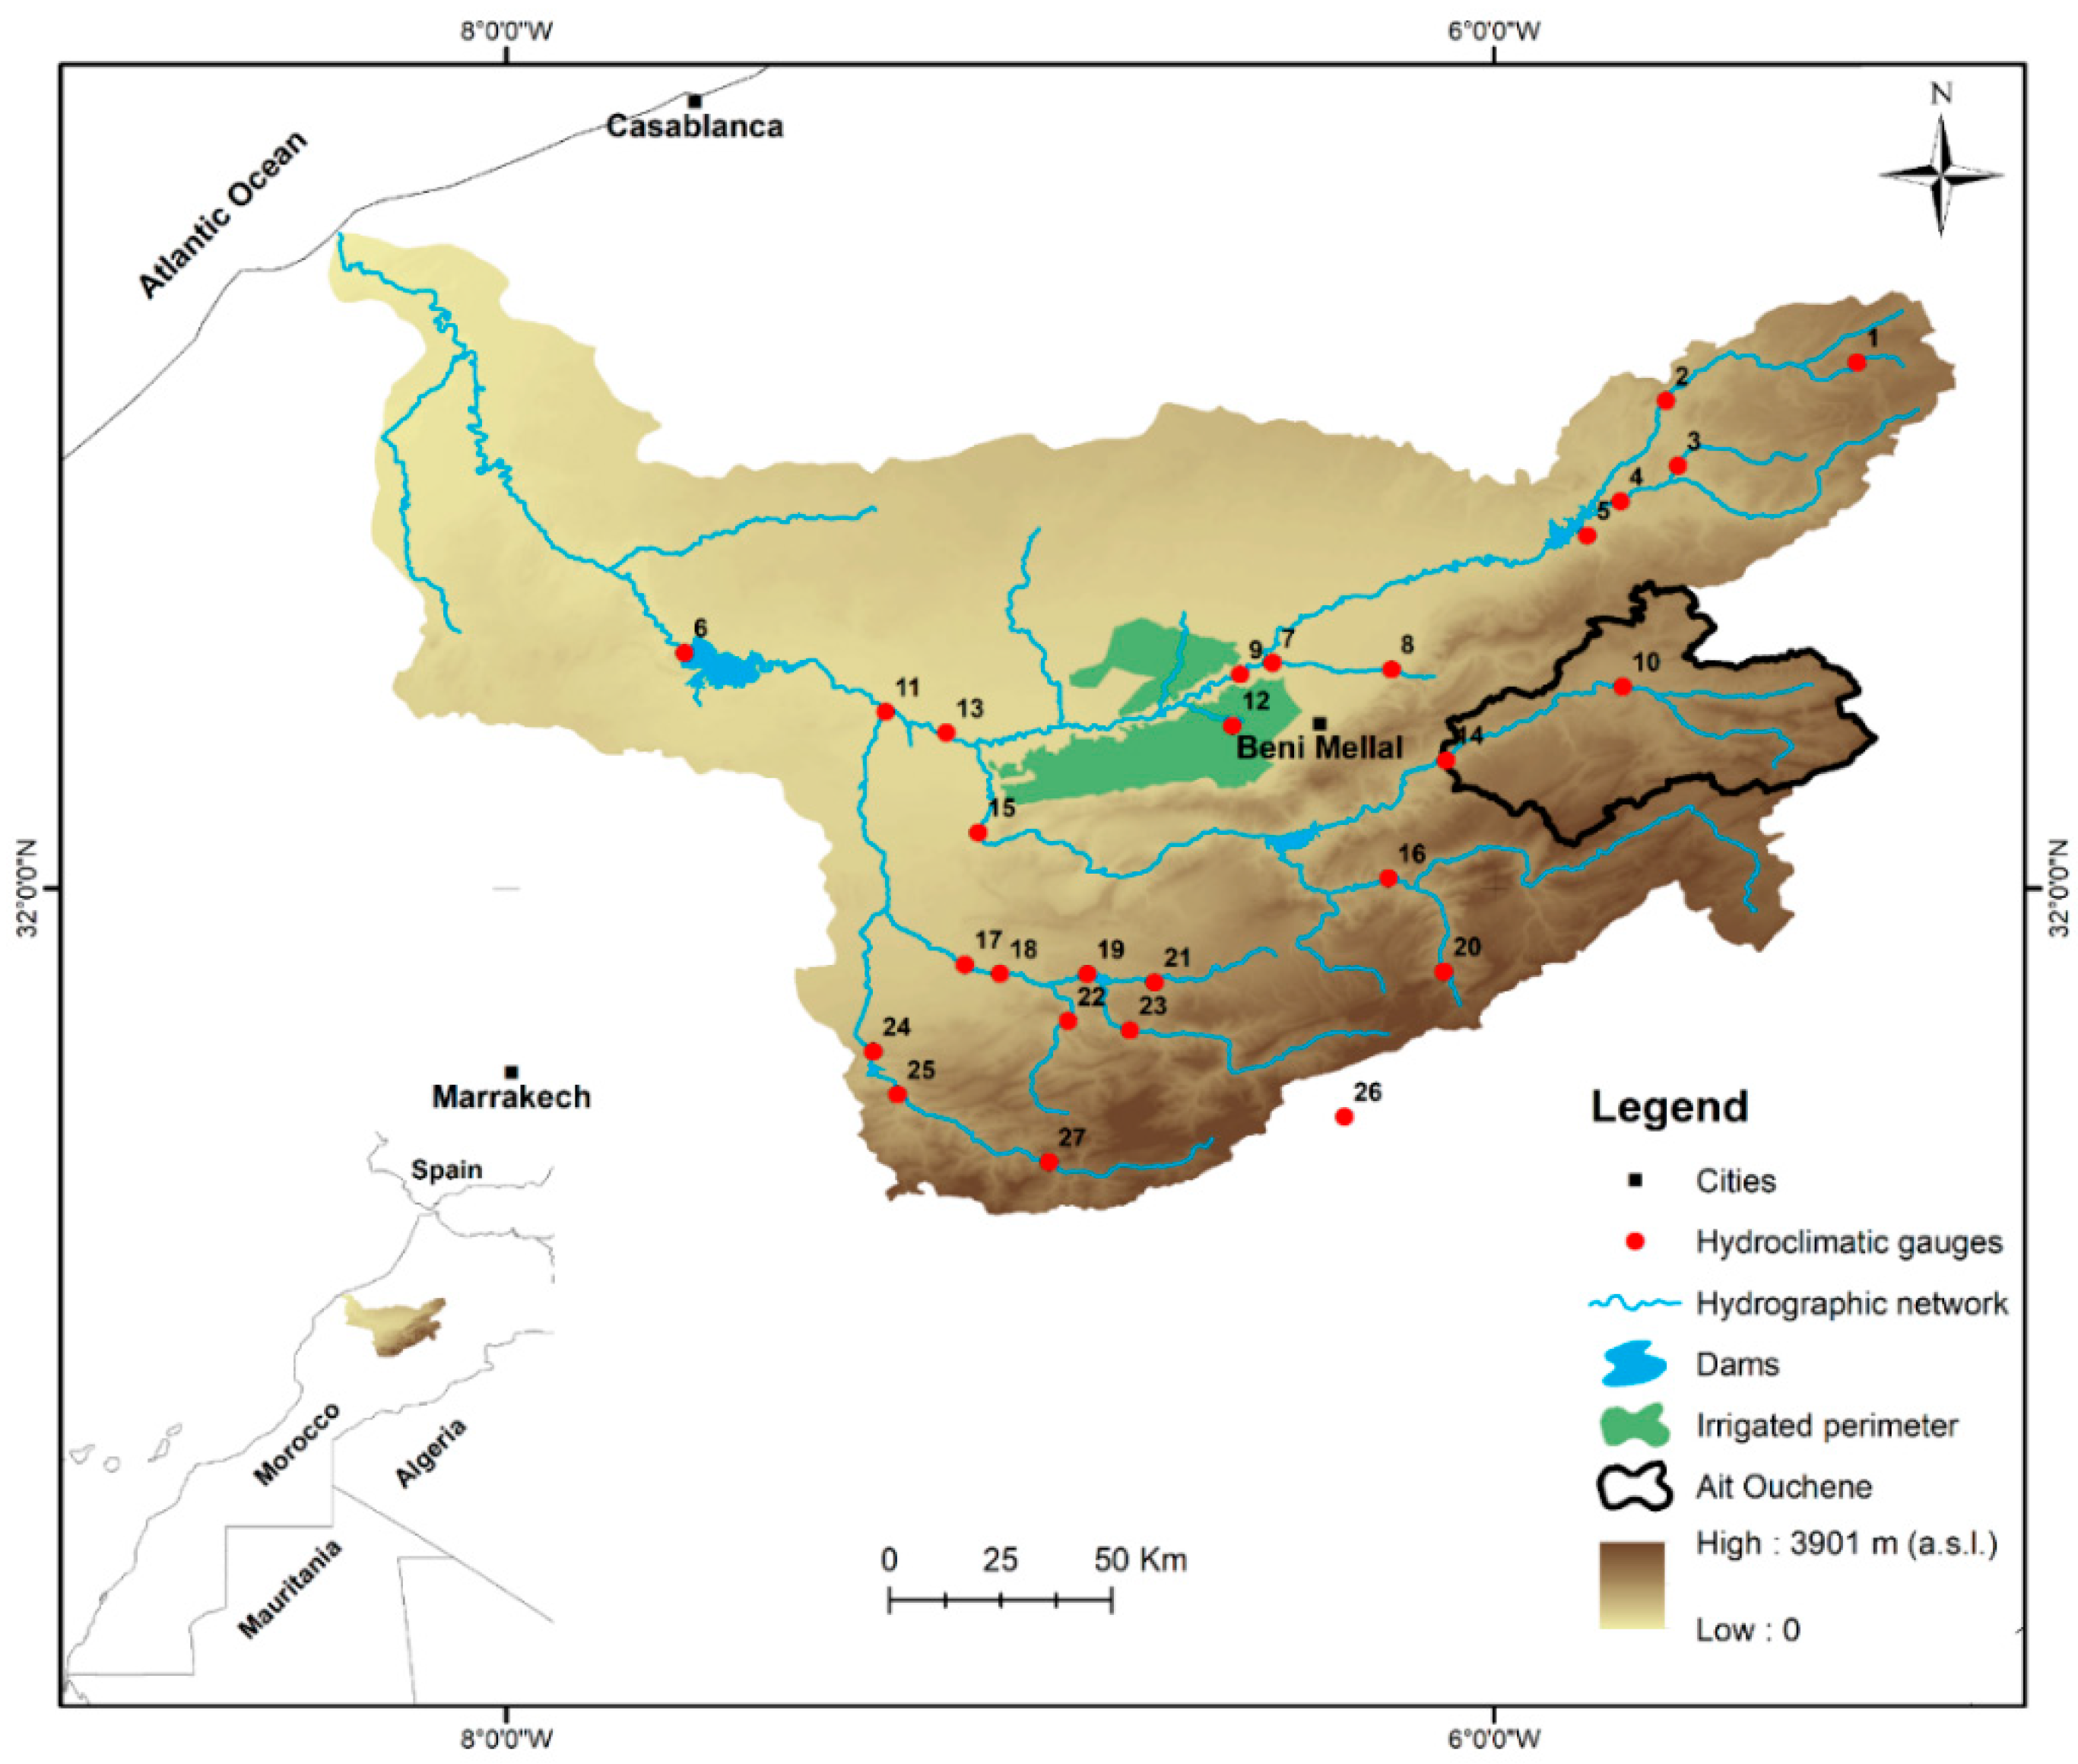 8°0'0"W
6°0'0"W
N
Casablanca
Atlantic Ocean
1
2
3
4
5
6
7
8
9
10
11
12
13
14
Beni Mellal
15
16
32°0'0"N
32°0'0"N
17
18
19
20
21
22
23
24
25
26
27
Marrakech
Spain
Morocco
Algeria
Mauritania
Legend
Cities
Hydroclimatic gauges
Hydrographic network
Dams
Irrigated perimeter
Ait Ouchene
High : 3901 m (a.s.l.)
Low : 0
0 25 50 Km
8°0'0"W
6°0'0"W